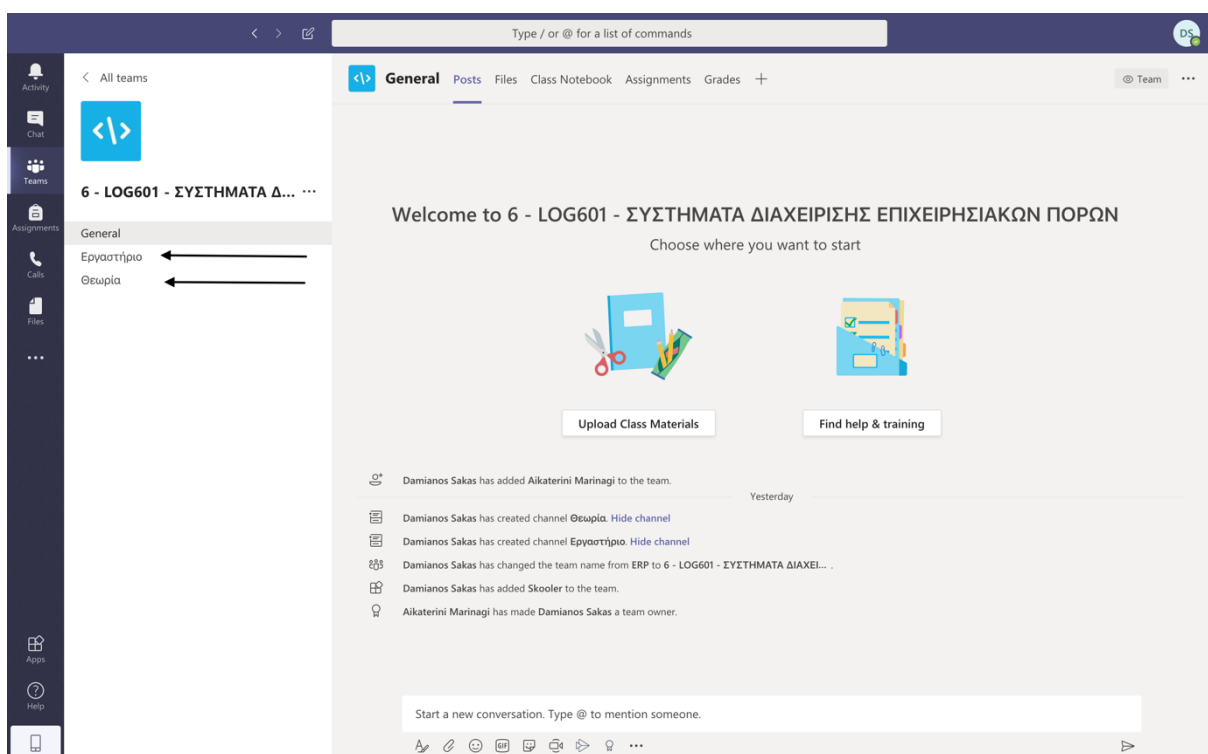 Type / or @ for a list of commands
DS
Activity
Chat
Teams
Assignments
Calls
Files
Apps
Help
All teams
6 - LOG601 - ΣΥΣΤΗΜΑΤΑ Δ... ...
General
Εργαστήριο
Θεωρία
General Posts Files Class Notebook Assignments Grades +
Team ...
Welcome to 6 - LOG601 - ΣΥΣΤΗΜΑΤΑ ΔΙΑΧΕΙΡΙΣΗΣ ΕΠΙΧΕΙΡΗΣΙΑΚΩΝ ΠΟΡΩΝ
Choose where you want to start
Upload Class Materials
Find help & training
Damianos Sakas has added Aikaterini Marinagi to the team.
Yesterday
Damianos Sakas has created channel Θεωρία. Hide channel
Damianos Sakas has created channel Εργαστήριο. Hide channel
Damianos Sakas has changed the team name from ERP to 6 - LOG601 - ΣΥΣΤΗΜΑΤΑ ΔΙΑΧΕΙ... .
Damianos Sakas has added Skooler to the team.
Aikaterini Marinagi has made Damianos Sakas a team owner.
Start a new conversation. Type @ to mention someone.
GIF